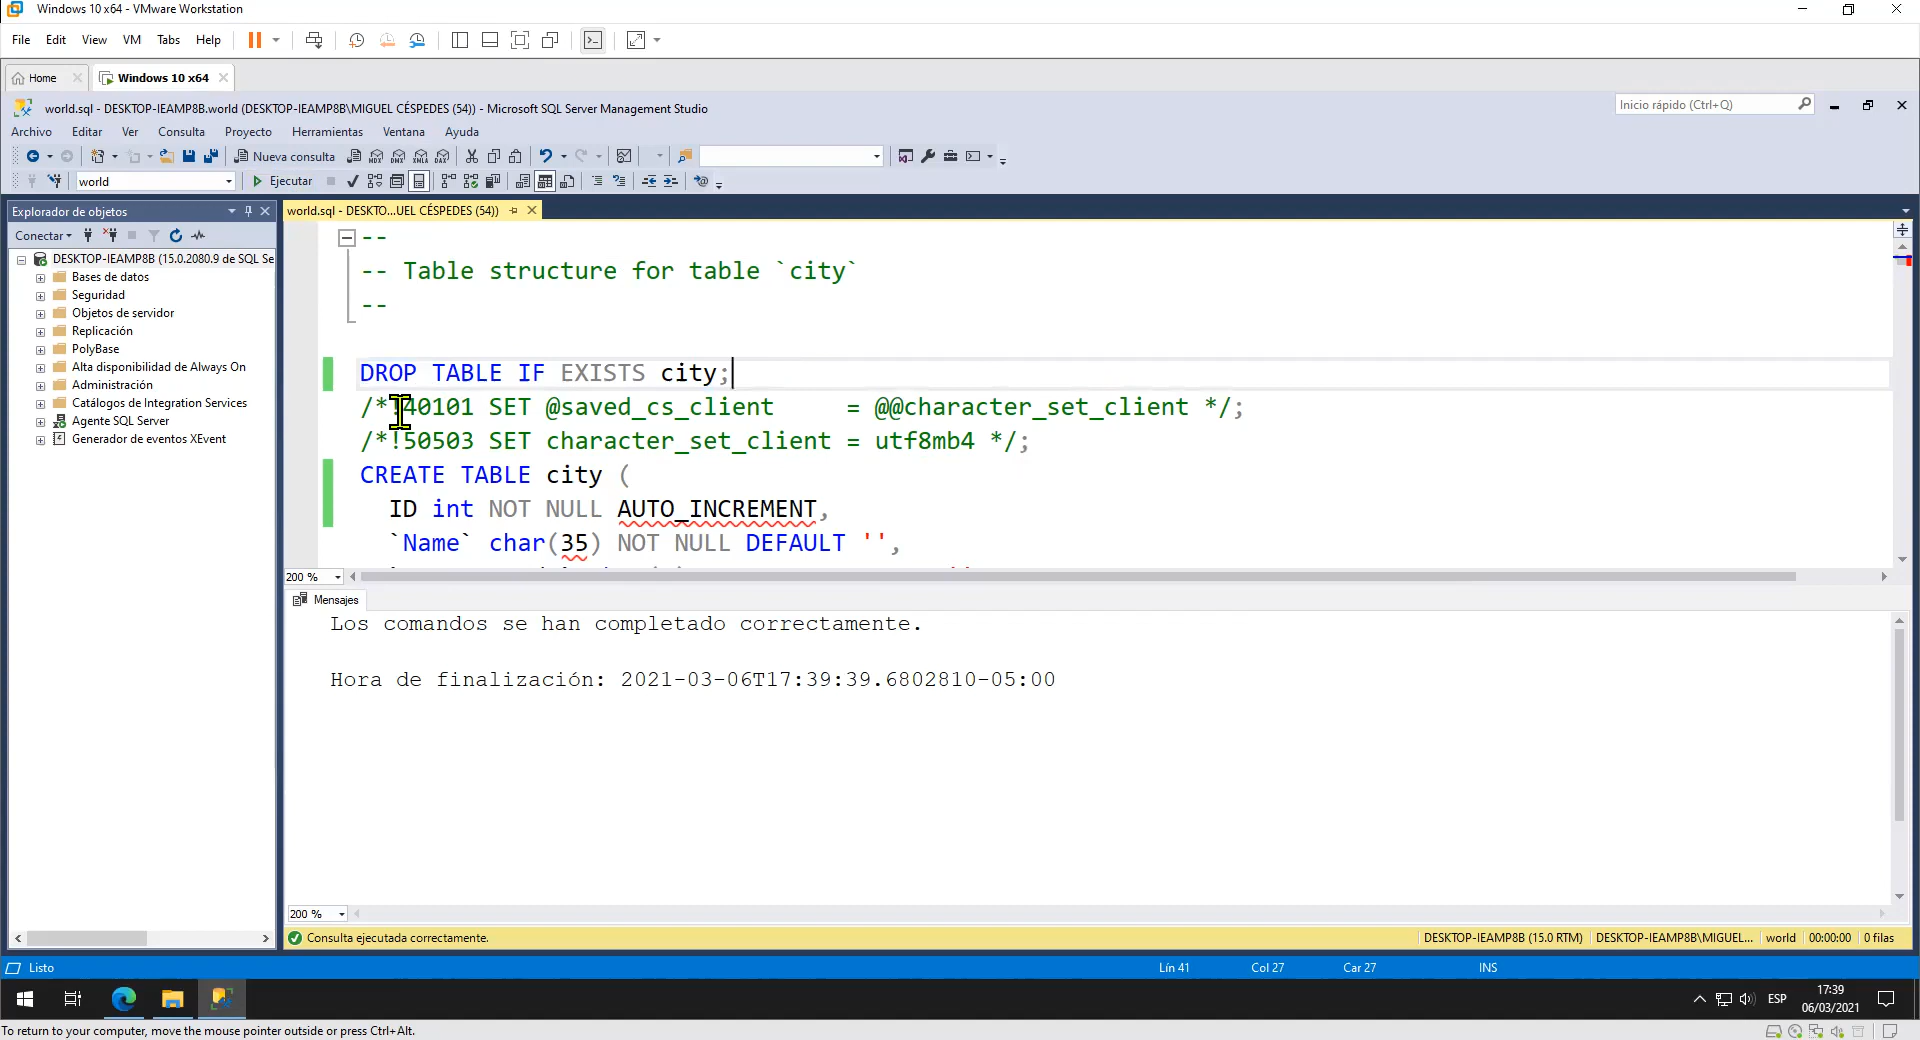 Windows 10 x64 - VMware Workstation
File Edit View VM Tabs Help
Home
Windows 10 x64
world.sql - DESKTOP-IEAMP8B.world (DESKTOP-IEAMP8B\MIGUEL CÉSPEDES (54)) - Microsoft SQL Server Management Studio
Inicio rápido (Ctrl+Q)
Archivo Editar Ver Consulta Proyecto Herramientas Ventana Ayuda
Nueva consulta
MDX DMX XMLA DAX
world
Ejecutar
Explorador de objetos
world.sql - DESKTO...UEL CÉSPEDES (54))
Conectar
DESKTOP-IEAMP8B (15.0.2080.9 de SQL Se
Bases de datos
Seguridad
Objetos de servidor
Replicación
PolyBase
Alta disponibilidad de Always On
Administración
Catálogos de Integration Services
Agente SQL Server
Generador de eventos XEvent
--
-- Table structure for table `city`
--
DROP TABLE IF EXISTS city;
/*!40101 SET @saved_cs_client     = @@character_set_client */;
/*!50503 SET character_set_client = utf8mb4 */;
CREATE TABLE city (
ID int NOT NULL AUTO_INCREMENT,
`Name` char(35) NOT NULL DEFAULT '',
200 %
Mensajes
Los comandos se han completado correctamente.
Hora de finalización: 2021-03-06T17:39:39.6802810-05:00
200 %
Consulta ejecutada correctamente.
DESKTOP-IEAMP8B (15.0 RTM) DESKTOP-IEAMP8B\MIGUEL... world 00:00:00 0 filas
Listo
Lín 41 Col 27 Car 27 INS
ESP
17:39
06/03/2021
To return to your computer, move the mouse pointer outside or press Ctrl+Alt.